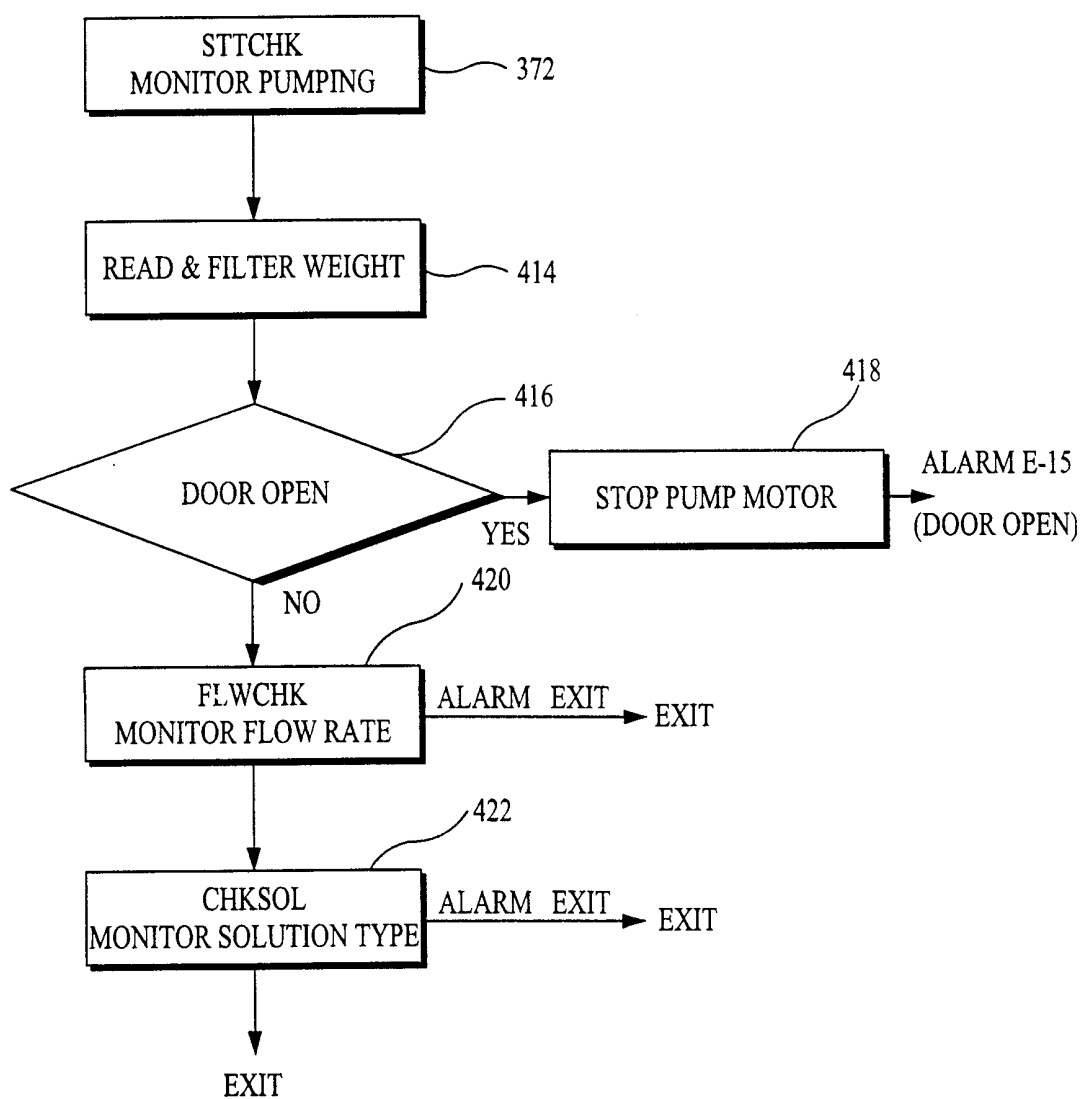 STTCHK
MONITOR PUMPING
372
READ & FILTER WEIGHT
414
416
DOOR OPEN
YES
418
STOP PUMP MOTOR
ALARM E-15
(DOOR OPEN)
NO
420
FLWCHK
MONITOR FLOW RATE
ALARM EXIT
EXIT
422
CHKSOL
MONITOR SOLUTION TYPE
ALARM EXIT
EXIT
EXIT